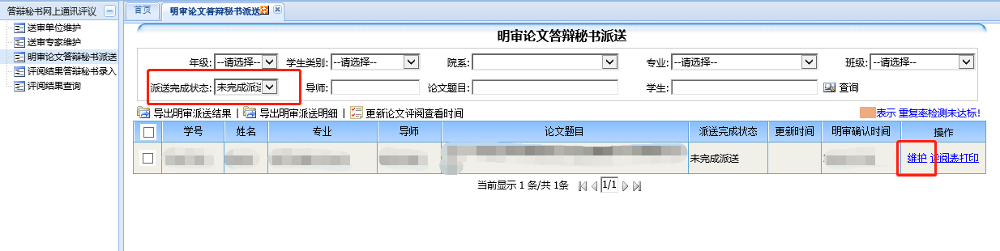 答辩秘书网上通讯评议
首页 明审论文答辩秘书派送
送审单位维护
送审专家维护
明审论文答辩秘书派送
评阅结果答辩秘书录入
评阅结果查询
明审论文答辩秘书派送
年级: --请选择-- 学生类别: --请选择-- 院系: 专业: --请选择-- 班级: --请选择--
派送完成状态: 未完成派 导师: 论文题目: 学生: 查询
导出明审派送结果 | 导出明审派送明细 | 更新论文评阅查看时间 表示 重复率检测未达标!
学号 姓名 专业 导师 论文题目 派送完成状态 更新时间 明审确认时间 操作
未完成派送 维护 评阅表打印
当前显示 1 条/共 1条 1/1